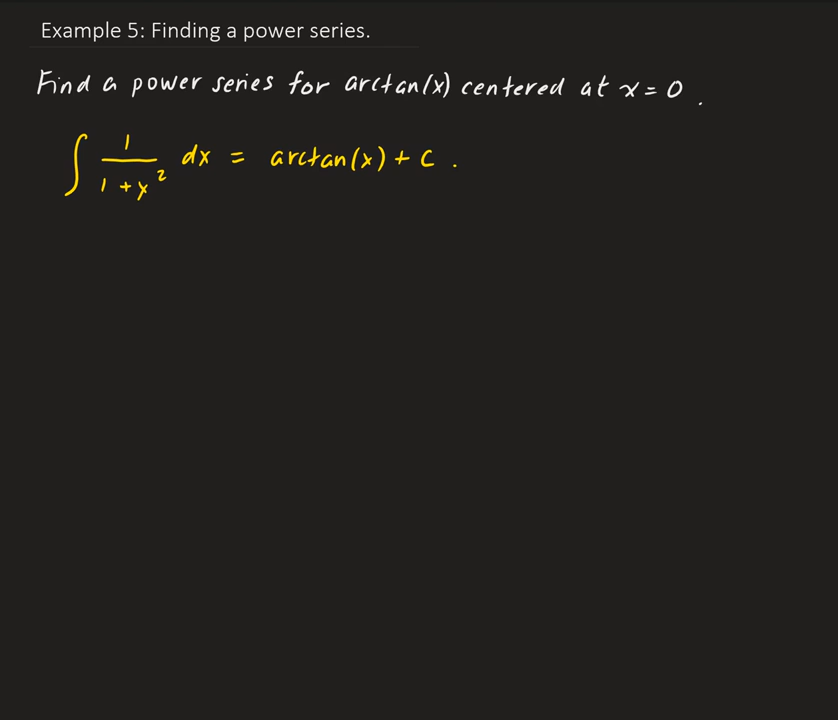 Example 5: Finding a power series.
Find a power series for arctan(x) centered at x = 0 .
∫ 1/(1 + x²) dx = arctan(x) + C .